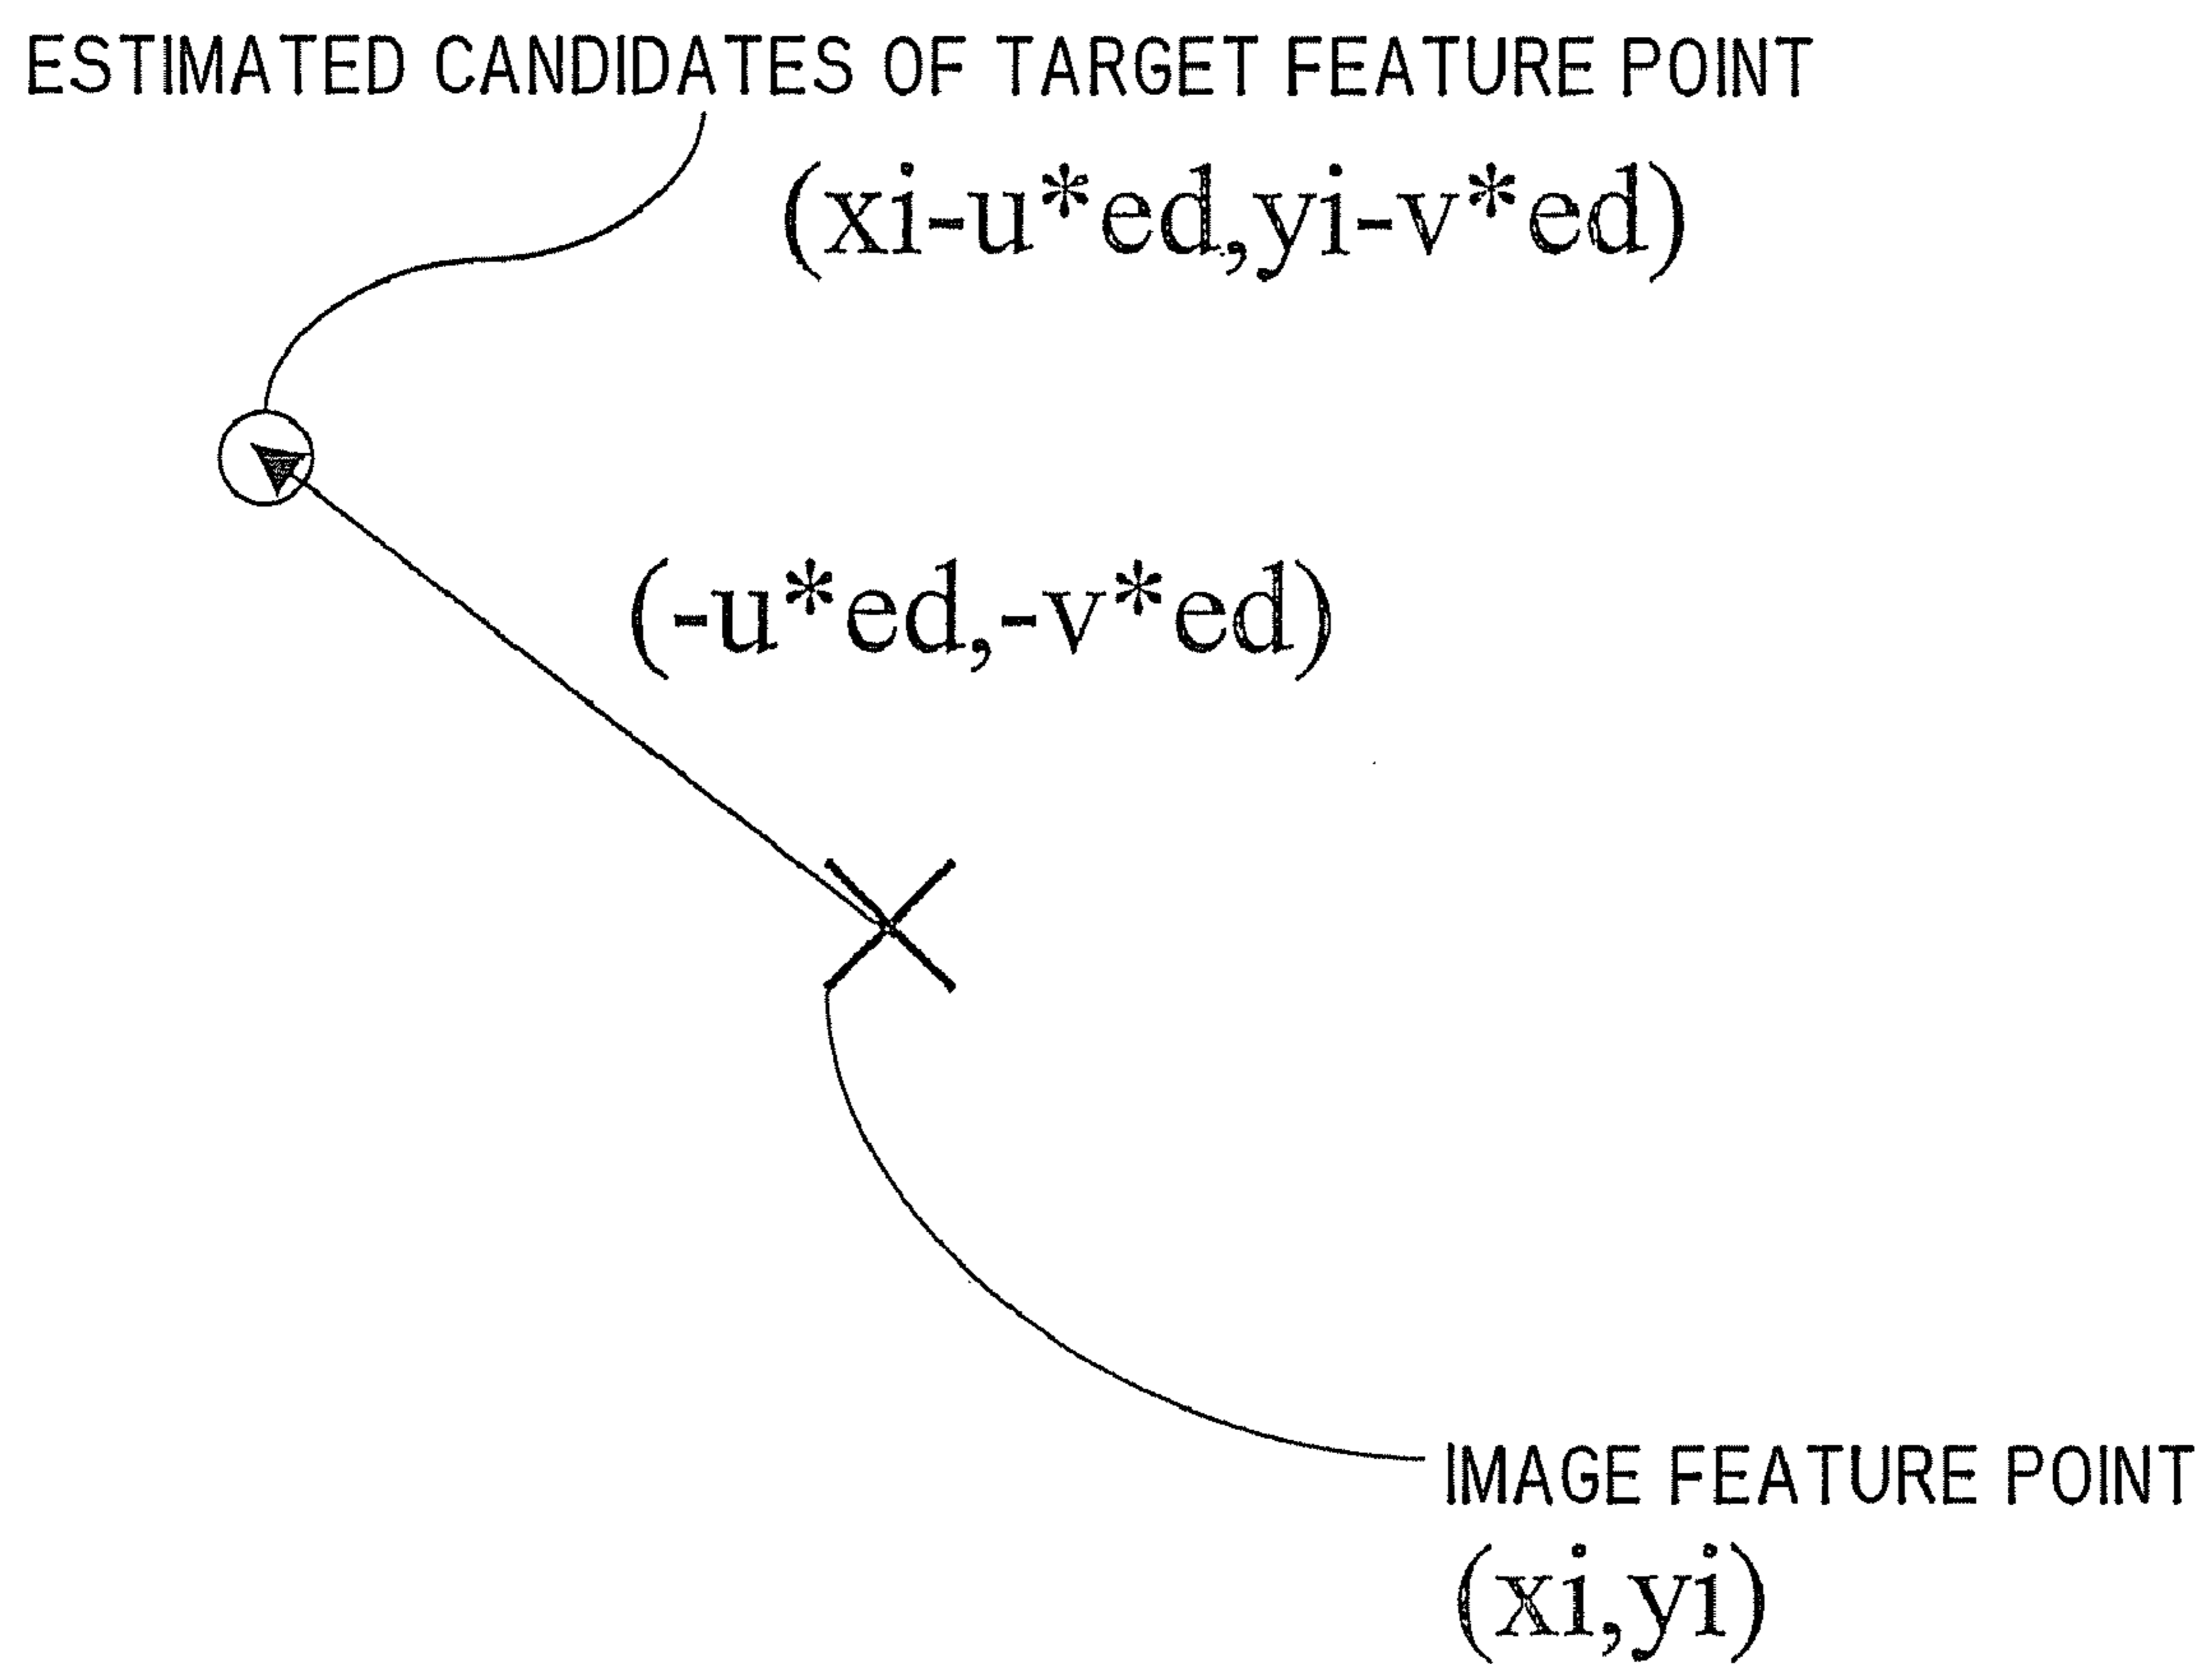 ESTIMATED CANDIDATES OF TARGET FEATURE POINT
(xi-u*ed,yi-v*ed)
(-u*ed,-v*ed)
IMAGE FEATURE POINT
(xi,yi)